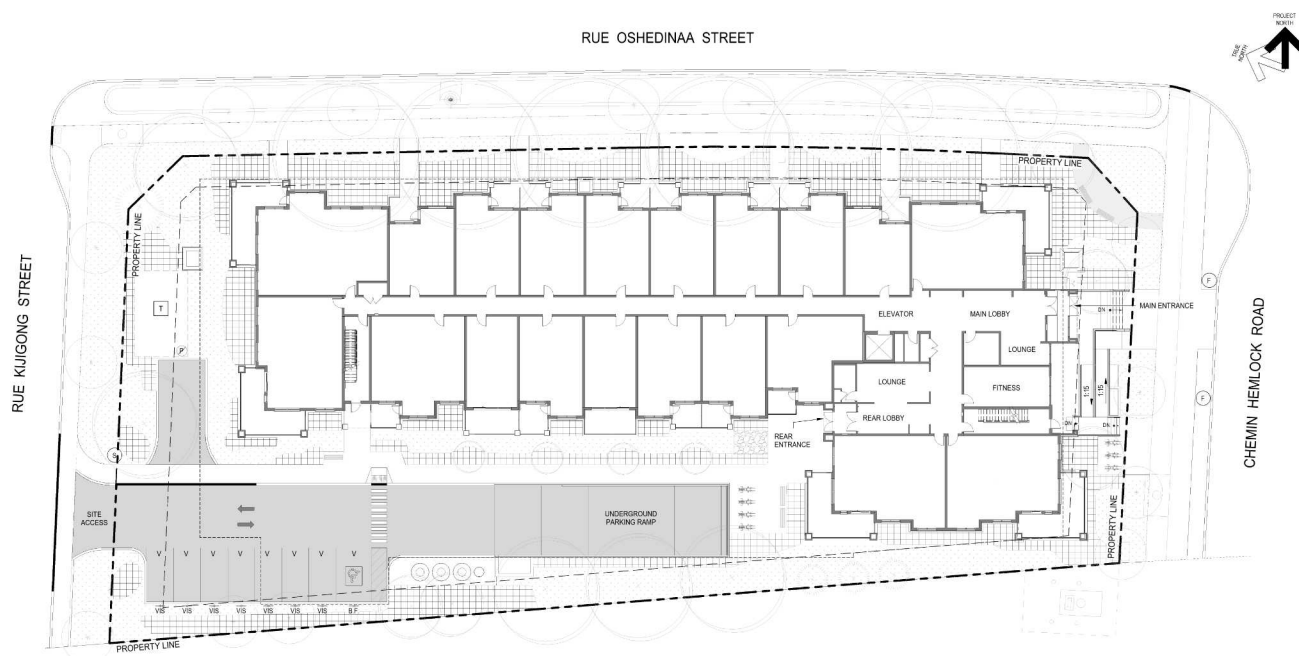 PROJECT
NORTH
TRUE
NORTH
RUE OSHEDINAA STREET
PROPERTY LINE
PROPERTY LINE
RUE KIJIGONG STREET
T
P
S
F
F
ELEVATOR
MAIN LOBBY
DN
MAIN ENTRANCE
LOUNGE
LOUNGE
FITNESS
1:15
1:15
REAR LOBBY
DN
DN
REAR
ENTRANCE
CHEMIN HEMLOCK ROAD
SITE
ACCESS
UNDERGROUND
PARKING RAMP
PROPERTY LINE
V V V V V V V V
VIS VIS VIS VIS VIS VIS VIS B.F.
PROPERTY LINE